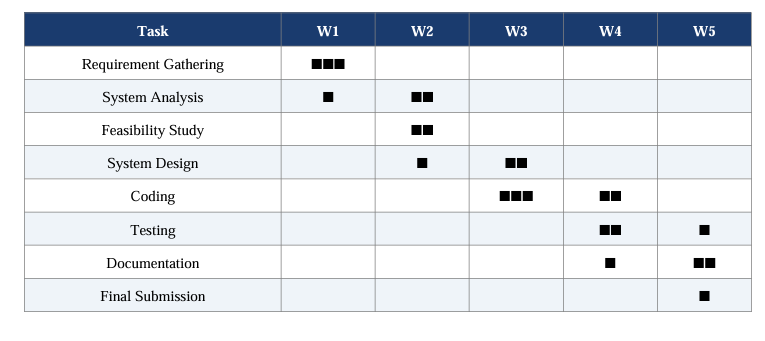 Task W1 W2 W3 W4 W5
Requirement Gathering ■■■
System Analysis ■ ■■
Feasibility Study ■■
System Design ■ ■■
Coding ■■■ ■■
Testing ■■ ■
Documentation ■ ■■
Final Submission ■